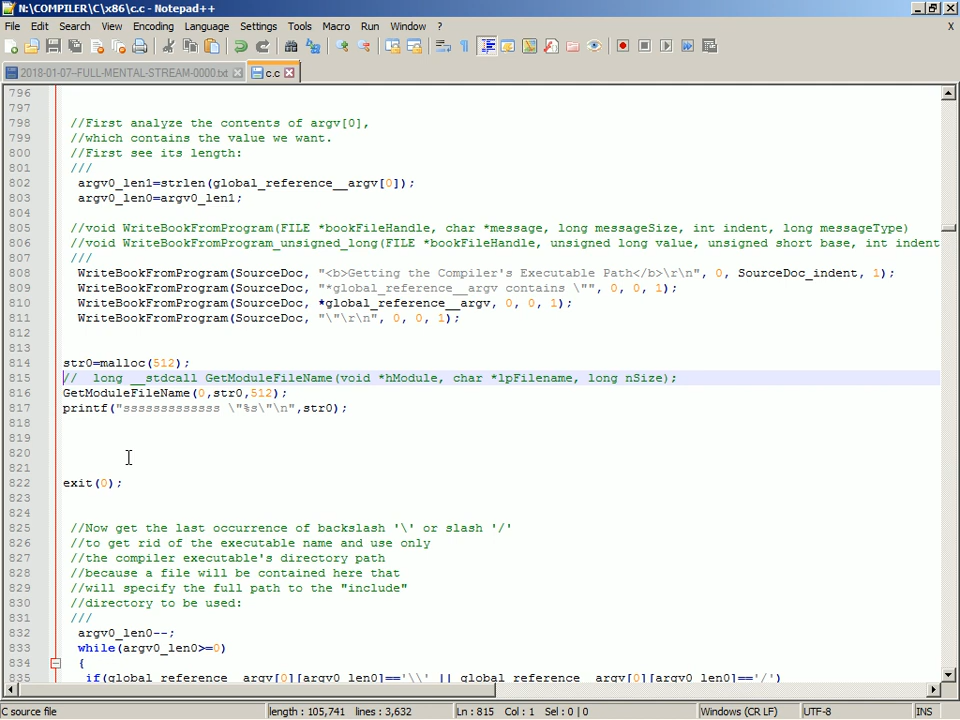 N:\COMPILER\C\x86\c.c - Notepad++
File Edit Search View Encoding Language Settings Tools Macro Run Window ? X
2018-01-07--FULL-MENTAL-STREAM-0000.txt c.c
796
797
798 //First analyze the contents of argv[0],
799 //which contains the value we want.
800 //First see its length:
801 ///
802 argv0_len1=strlen(global_reference__argv[0]);
803 argv0_len0=argv0_len1;
804
805 //void WriteBookFromProgram(FILE *bookFileHandle, char *message, long messageSize, int indent, long messageType)
806 //void WriteBookFromProgram_unsigned_long(FILE *bookFileHandle, unsigned long value, unsigned short base, int indent
807 ///
808 WriteBookFromProgram(SourceDoc, "<b>Getting the Compiler's Executable Path</b>\r\n", 0, SourceDoc_indent, 1);
809 WriteBookFromProgram(SourceDoc, "*global_reference__argv contains \"", 0, 0, 1);
810 WriteBookFromProgram(SourceDoc, *global_reference__argv, 0, 0, 1);
811 WriteBookFromProgram(SourceDoc, "\"\r\n", 0, 0, 1);
812
813
814 str0=malloc(512);
815 //  long __stdcall GetModuleFileName(void *hModule, char *lpFilename, long nSize);
816 GetModuleFileName(0,str0,512);
817 printf("sssssssssssss \"%s\"\n",str0);
818
819
820
821
822 exit(0);
823
824
825 //Now get the last occurrence of backslash '\' or slash '/'
826 //to get rid of the executable name and use only
827 //the compiler executable's directory path
828 //because a file will be contained here that
829 //will specify the full path to the "include"
830 //directory to be used:
831 ///
832 argv0_len0--;
833 while(argv0_len0>=0)
834 {
835 if(global_reference__argv[0][argv0_len0]=='\\' || global_reference__argv[0][argv0_len0]=='/')
C source file length : 105,741 lines : 3,632 Ln : 815 Col : 1 Sel : 0 | 0 Windows (CR LF) UTF-8 INS